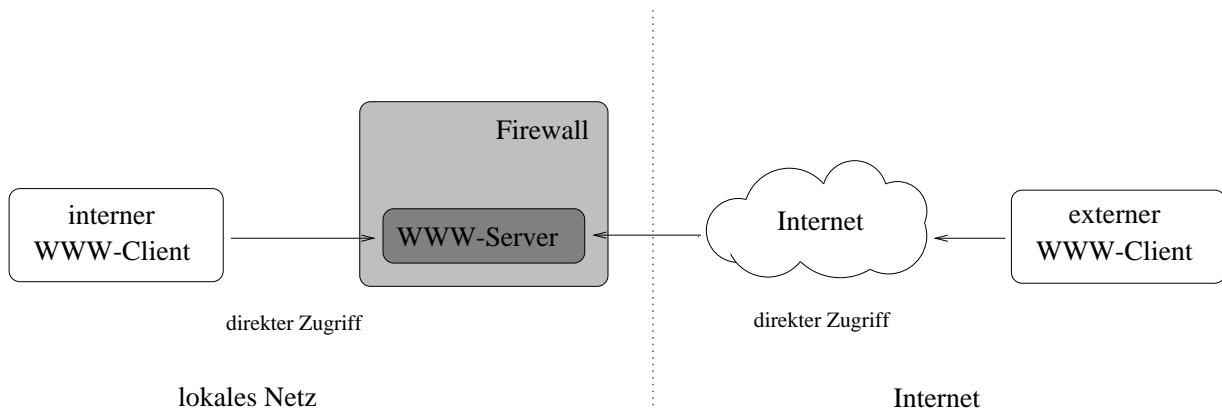 Firewall
interner
WWW-Client
WWW-Server
Internet
externer
WWW-Client
direkter Zugriff
direkter Zugriff
lokales Netz
Internet